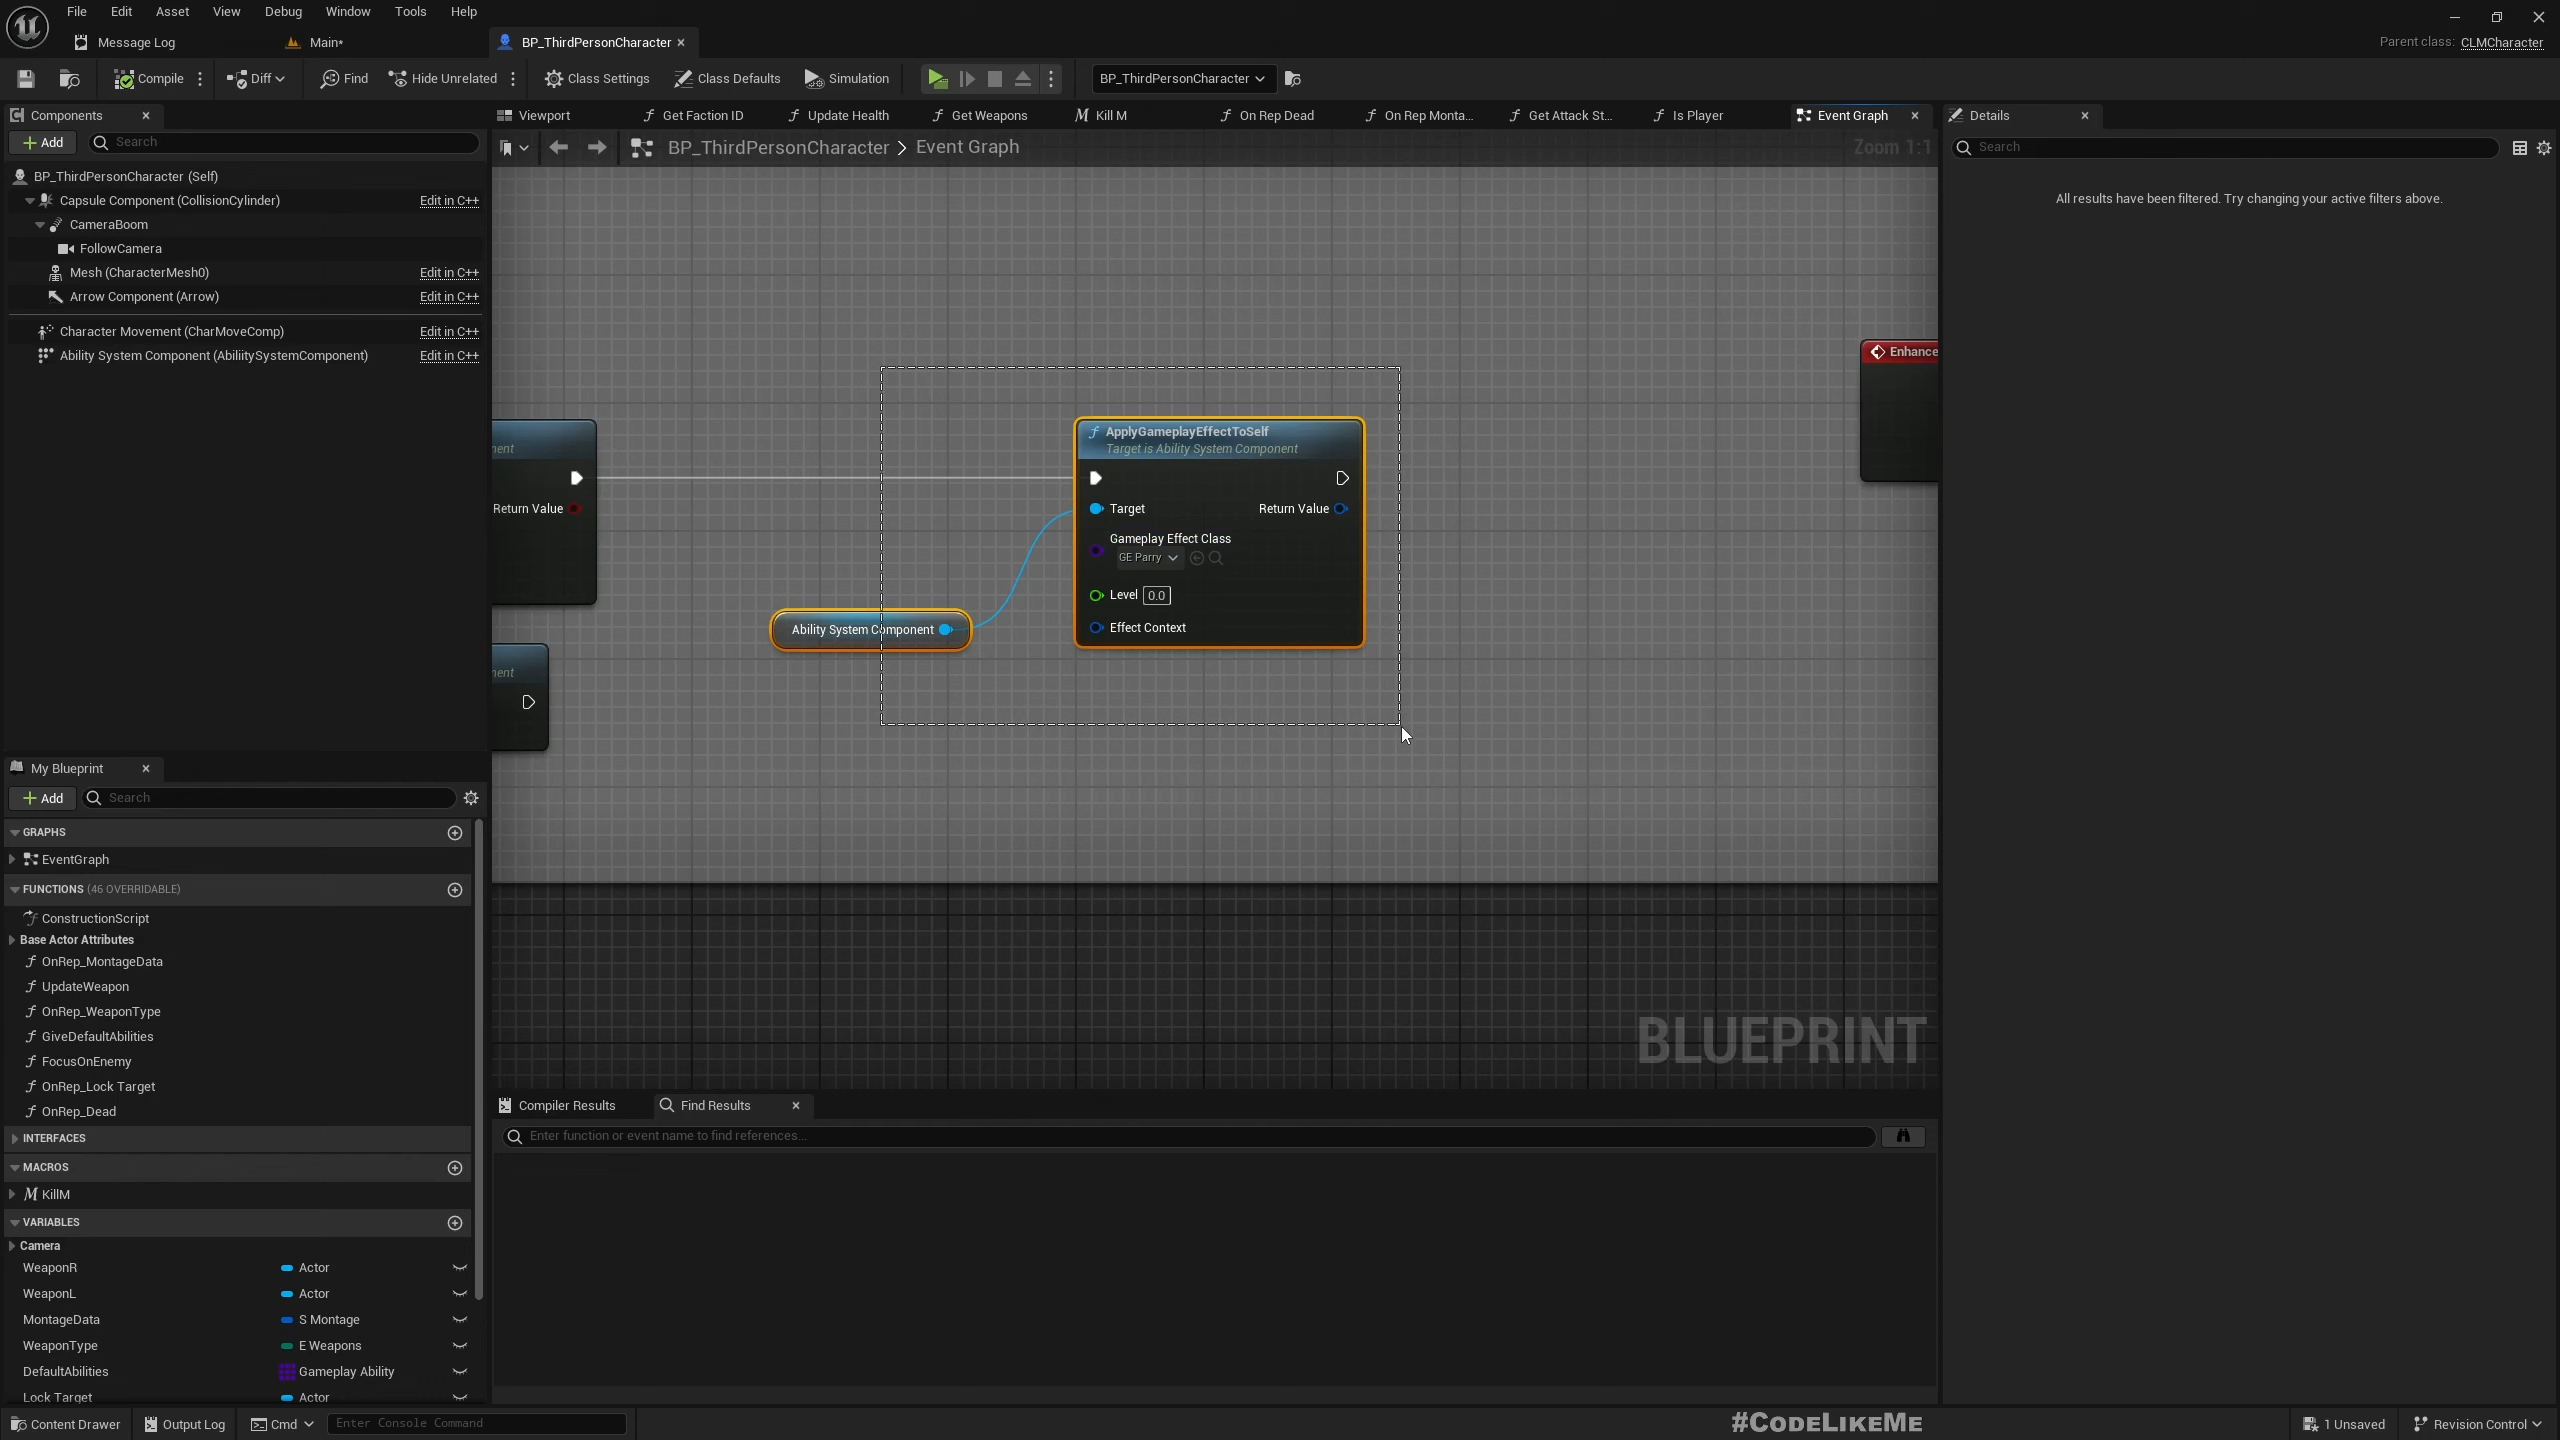 File Edit Asset View Debug Window Tools Help
Message Log
Main*
BP_ThirdPersonCharacter
Parent class: CLMCharacter
Compile
Diff
Find
Hide Unrelated
Class Settings
Class Defaults
Simulation
BP_ThirdPersonCharacter
Components
Add
Search
BP_ThirdPersonCharacter (Self)
Capsule Component (CollisionCylinder) Edit in C++
CameraBoom
FollowCamera
Mesh (CharacterMesh0) Edit in C++
Arrow Component (Arrow) Edit in C++
Character Movement (CharMoveComp) Edit in C++
Ability System Component (AbiliitySystemComponent) Edit in C++
Viewport
Get Faction ID
Update Health
Get Weapons
Kill M
On Rep Dead
On Rep Monta...
Get Attack St...
Is Player
Event Graph
BP_ThirdPersonCharacter > Event Graph
Zoom 1:1
nent
Return Value
nent
Ability System Component
ApplyGameplayEffectToSelf
Target is Ability System Component
Target
Return Value
Gameplay Effect Class
GE Parry
Level 0.0
Effect Context
Enhance
BLUEPRINT
Details
Search
All results have been filtered. Try changing your active filters above.
My Blueprint
Add
Search
GRAPHS
EventGraph
FUNCTIONS (46 OVERRIDABLE)
ConstructionScript
Base Actor Attributes
OnRep_MontageData
UpdateWeapon
OnRep_WeaponType
GiveDefaultAbilities
FocusOnEnemy
OnRep_Lock Target
OnRep_Dead
INTERFACES
MACROS
KillM
VARIABLES
Camera
WeaponR Actor
WeaponL Actor
MontageData S Montage
WeaponType E Weapons
DefaultAbilities Gameplay Ability
Lock Target Actor
Compiler Results
Find Results
Enter function or event name to find references...
Content Drawer
Output Log
Cmd
Enter Console Command
#CODELIKEME
1 Unsaved
Revision Control